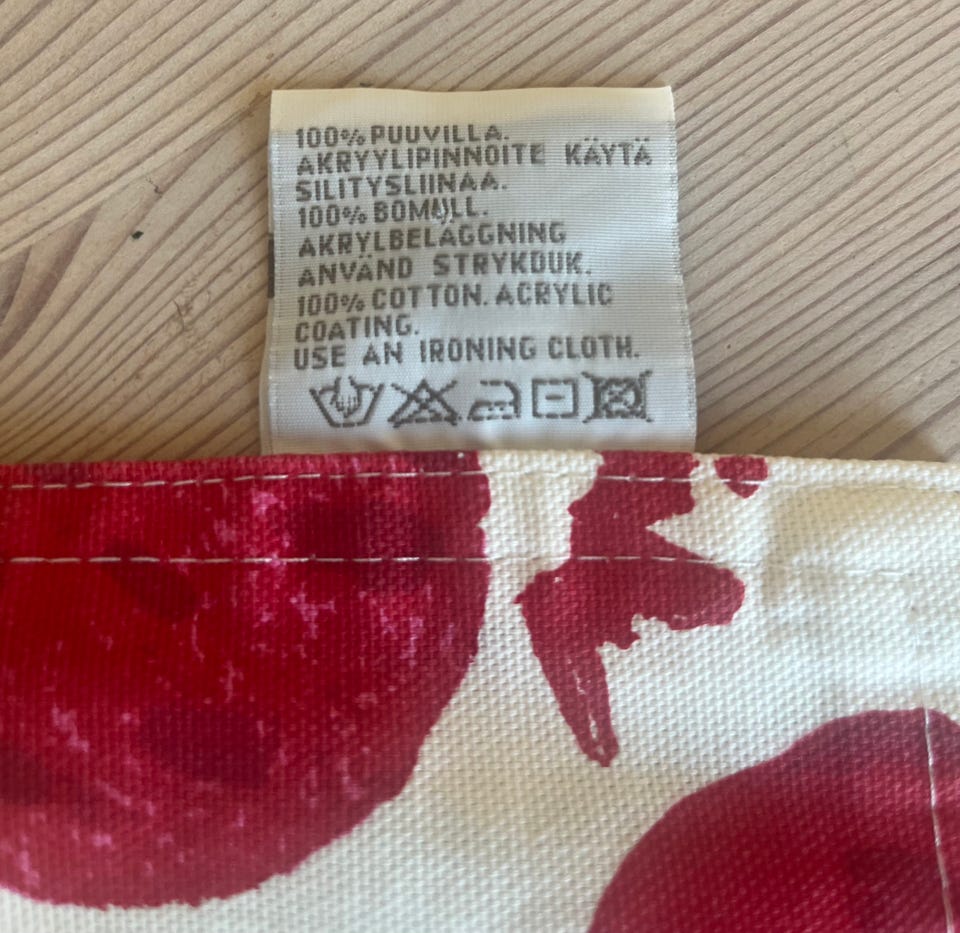 100% PUUVILLA.
AKRYYLIPINNOITE KÄYTÄ
SILITYSLIINAA.
100% BOMULL.
AKRYLBELÄGGNING
ANVÄND STRYKDUK.
100% COTTON. ACRYLIC
COATING.
USE AN IRONING CLOTH.